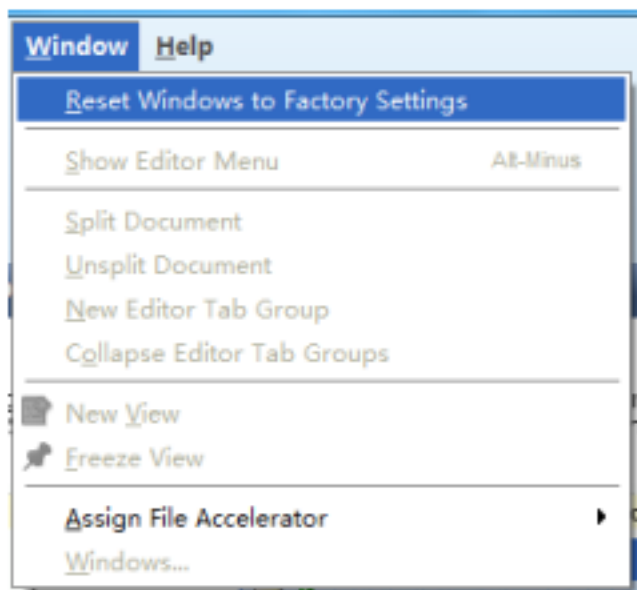 Window Help
Reset Windows to Factory Settings
Show Editor Menu Alt-Minus
Split Document
Unsplit Document
New Editor Tab Group
Collapse Editor Tab Groups
New View
Freeze View
Assign File Accelerator
Windows...